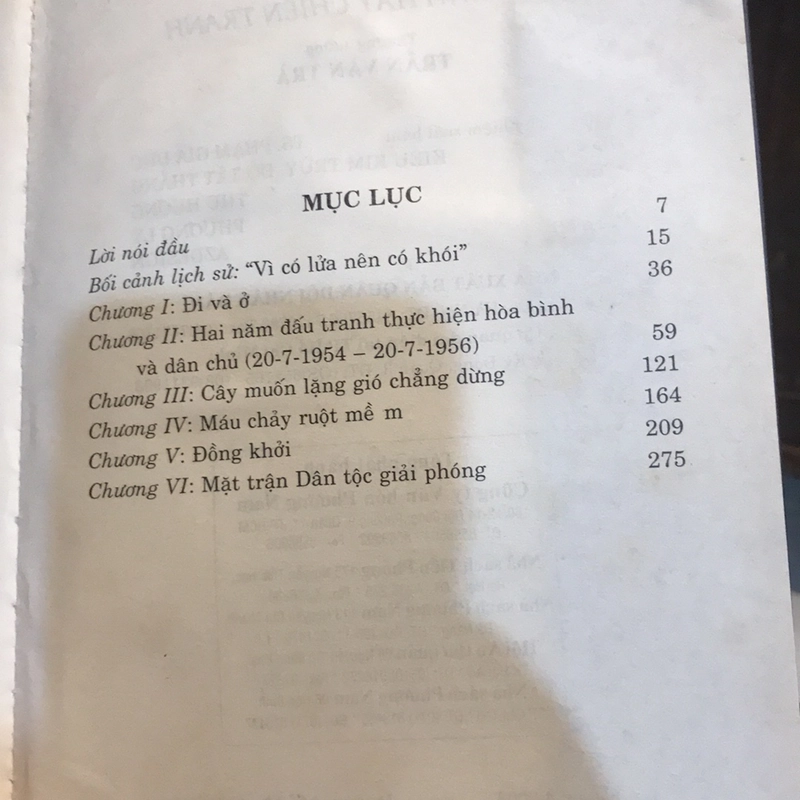 MỤC LỤC
Lời nói đầu 7
Bối cảnh lịch sử: “Vì có lửa nên có khói” 15
Chương I: Đi và ở 36
Chương II: Hai năm đấu tranh thực hiện hòa bình
và dân chủ (20-7-1954 – 20-7-1956) 59
Chương III: Cây muốn lặng gió chẳng dừng 121
Chương IV: Máu chảy ruột mề m 164
Chương V: Đồng khởi 209
Chương VI: Mặt trận Dân tộc giải phóng 275